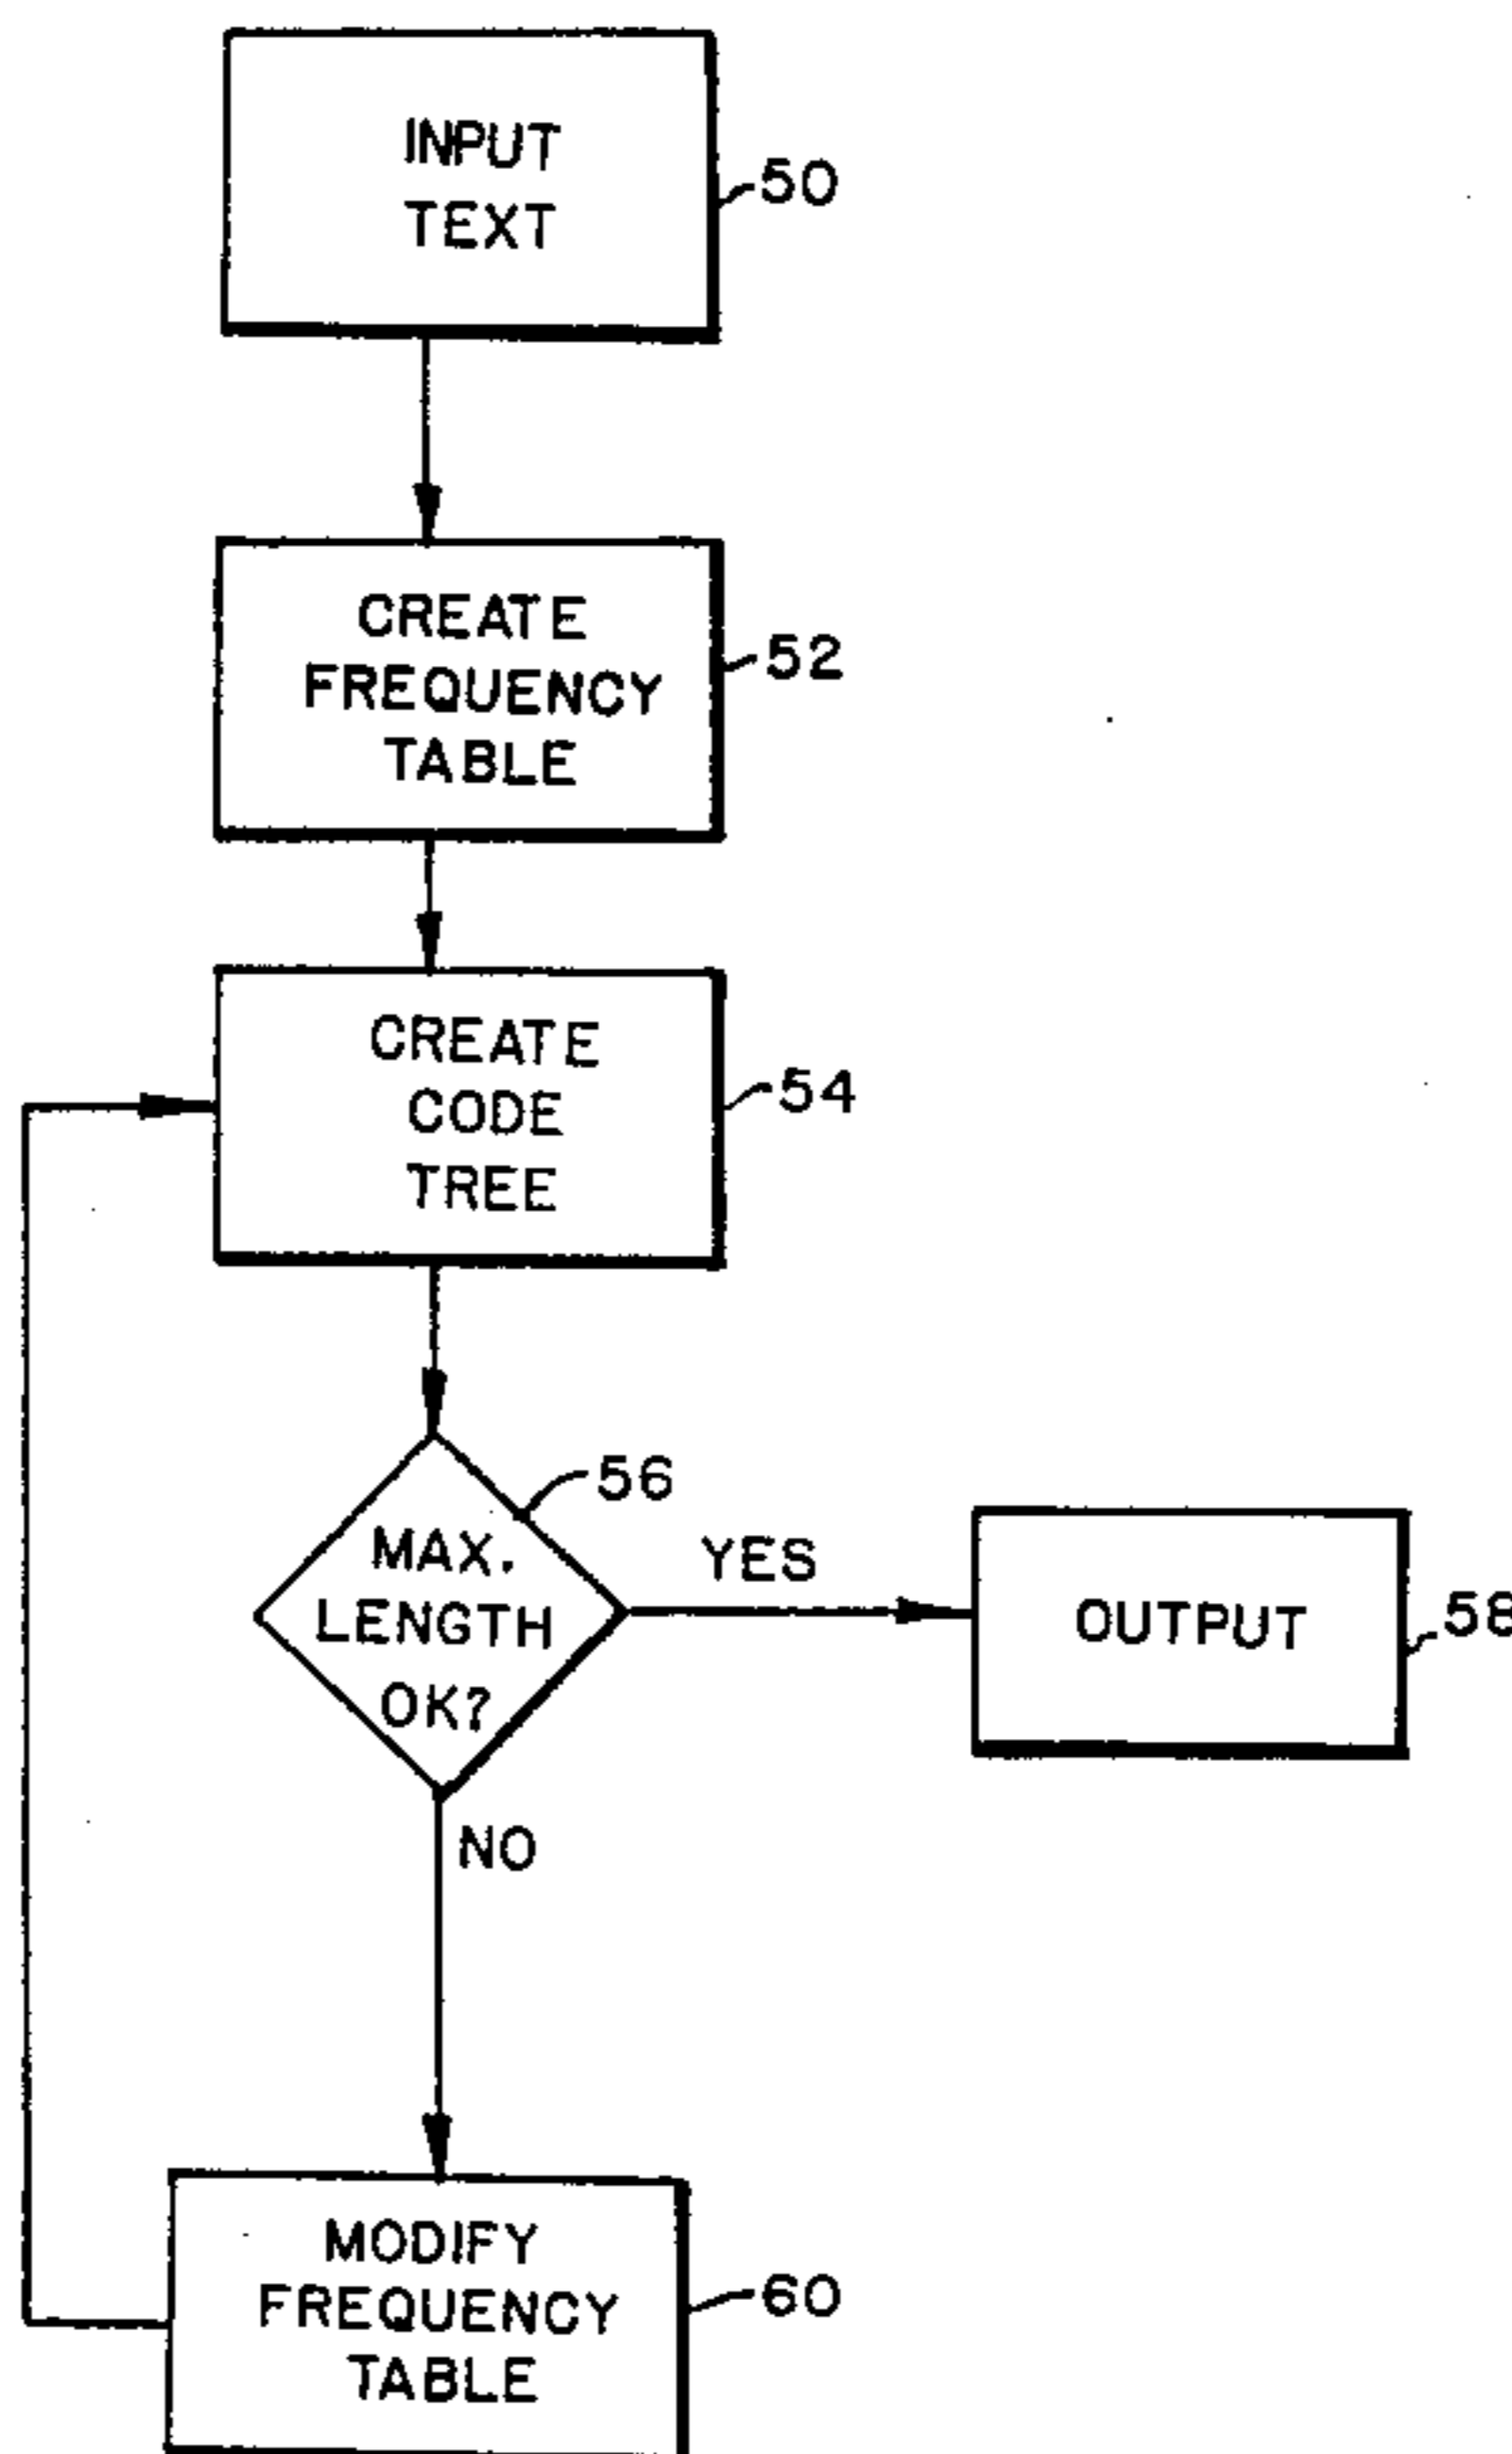 INPUT
TEXT
50
CREATE
FREQUENCY
TABLE
52
CREATE
CODE
TREE
54
56
MAX.
LENGTH
OK?
YES
OUTPUT
58
NO
MODIFY
FREQUENCY
TABLE
60